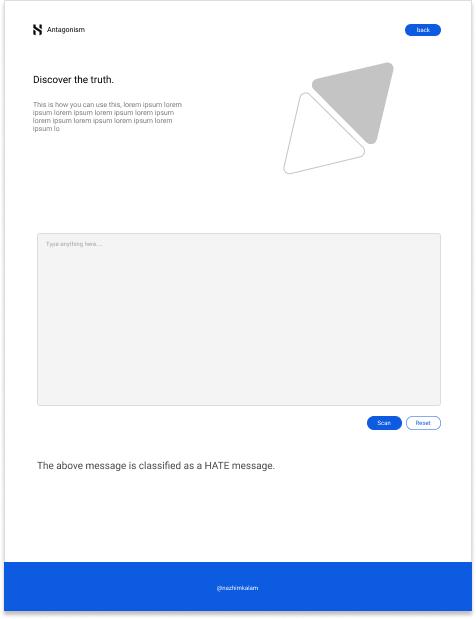 Antagonism
back
Discover the truth.
This is how you can use this, lorem ipsum lorem
ipsum lorem ipsum lorem ipsum lorem ipsum
lorem ipsum lorem ipsum lorem ipsum lorem
ipsum lo
Type anything here....
Scan
Reset
The above message is classified as a HATE message.
@nazhimkalam